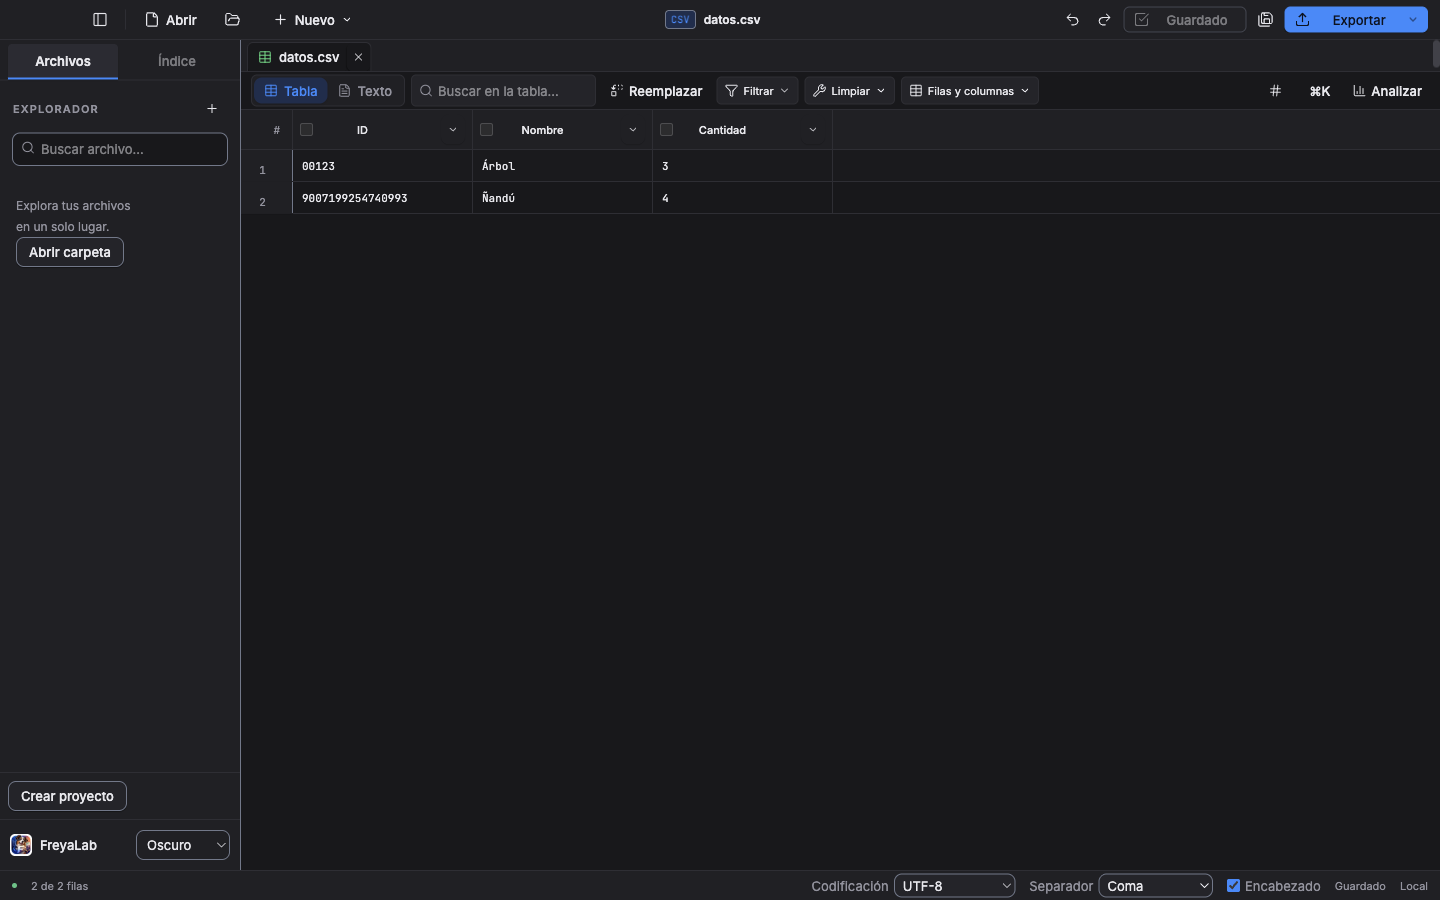 Abrir
Nuevo
CSV datos.csv
Guardado
Exportar
Archivos
Índice
datos.csv
EXPLORADOR
Buscar archivo...
Explora tus archivos
en un solo lugar.
Abrir carpeta
Tabla
Texto
Buscar en la tabla...
Reemplazar
Filtrar
Limpiar
Filas y columnas
#
⌘K
Analizar
# ID Nombre Cantidad
1 00123 Árbol 3
2 9007199254740993 Ñandú 4
Crear proyecto
FreyaLab
Oscuro
2 de 2 filas
Codificación UTF-8
Separador Coma
Encabezado
Guardado
Local